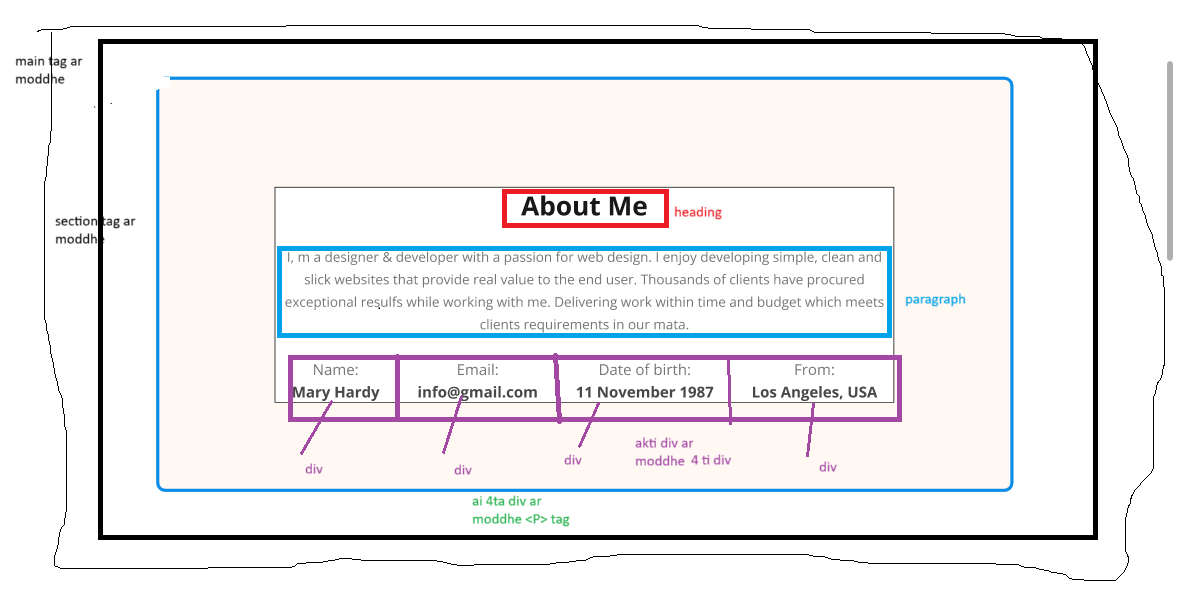 main tag ar
moddhe
section tag ar
moddhe
About Me
heading
I, m a designer & developer with a passion for web design. I enjoy developing simple, clean and
slick websites that provide real value to the end user. Thousands of clients have procured
exceptional resulfs while working with me. Delivering work within time and budget which meets
clients requirements in our mata.
paragraph
Name:
Mary Hardy
Email:
info@gmail.com
Date of birth:
11 November 1987
From:
Los Angeles, USA
div
div
div
akti div ar
moddhe 4 ti div
div
ai 4ta div ar
moddhe <P> tag